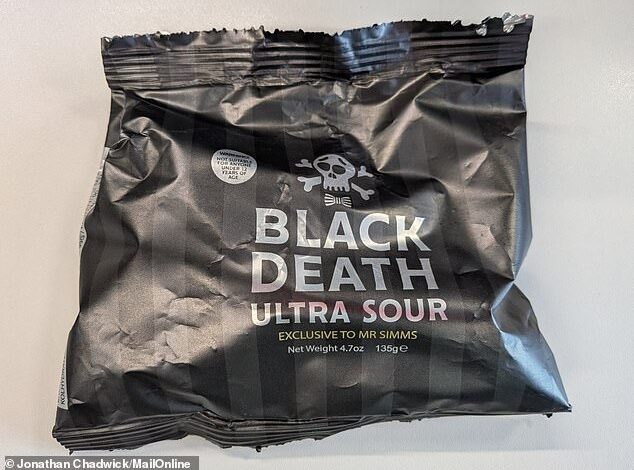 NOT SUITABLE
FOR ANYONE
UNDER 12
YEARS OF
AGE
BLACK
DEATH
ULTRA SOUR
EXCLUSIVE TO MR SIMMS
Net Weight 4.7oz 135g℮
© Jonathan Chadwick/MailOnline